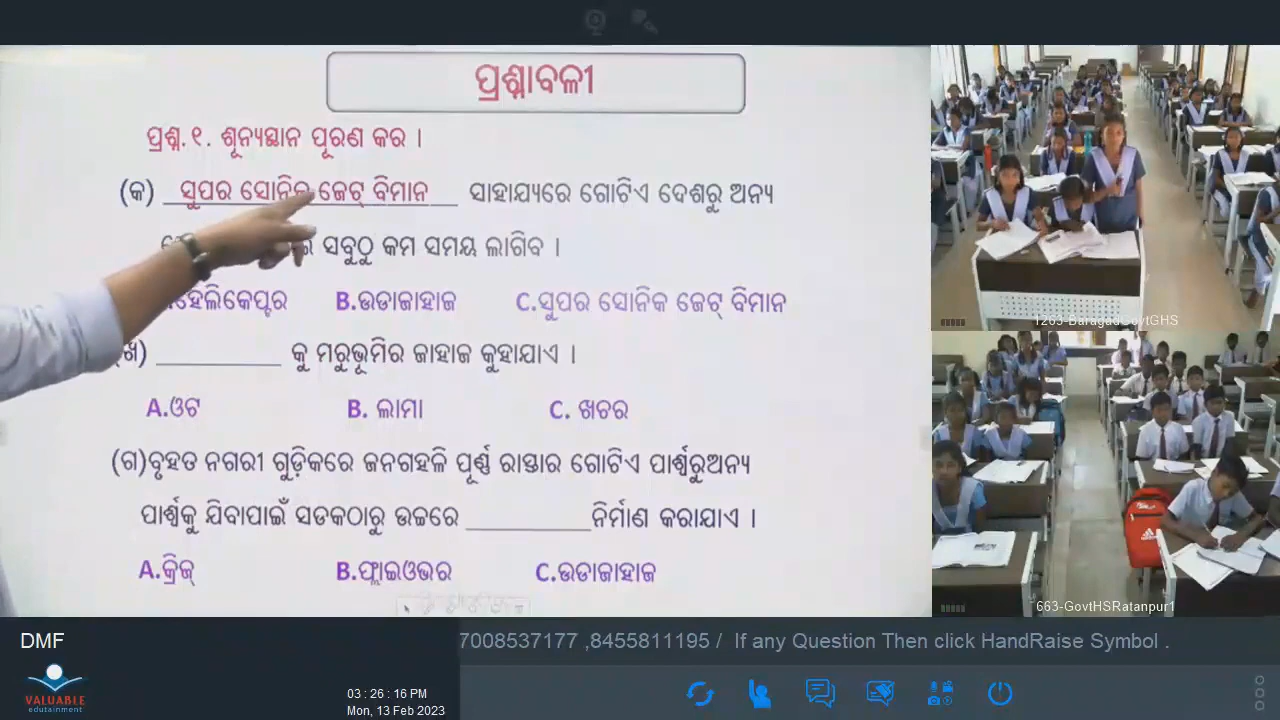 ପ୍ରଶ୍ନାବଳୀ
ପ୍ରଶ୍ନ.୧. ଶୂନ୍ୟସ୍ଥାନ ପୂରଣ କର ।
(କ) ସୁପର ସୋନିକ ଜେଟ୍ ବିମାନ ସାହାଯ୍ୟରେ ଗୋଟିଏ ଦେଶରୁ ଅନ୍ୟ
ସବୁଠୁ କମ ସମୟ ଲାଗିବ ।
ହେଲିକେପ୍ଟର B.ଉଡାଜାହାଜ C.ସୁପର ସୋନିକ ଜେଟ୍ ବିମାନ
(ଖ) __________ କୁ ମରୁଭୂମିର ଜାହାଜ କୁହାଯାଏ ।
A.ଓଟ B. ଲାମା C. ଖଚର
(ଗ)ବୃହତ ନଗରୀ ଗୁଡ଼ିକରେ ଜନଗହଳି ପୂର୍ଣ୍ଣ ରାସ୍ତାର ଗୋଟିଏ ପାର୍ଶ୍ୱରୁଅନ୍ୟ
ପାର୍ଶ୍ୱକୁ ଯିବାପାଇଁ ସଡକଠାରୁ ଉଚ୍ଚରେ __________ନିର୍ମାଣ କରାଯାଏ ।
A.ବ୍ରିଜ୍ B.ଫ୍ଲାଇଓଭର C.ଉଡାଜାହାଜ
1263-BaragadGovtGHS
663-GovtHSRatanpur1
DMF
7008537177 ,8455811195 / If any Question Then click HandRaise Symbol .
VALUABLE
edutainment
03 : 26 : 16 PM
Mon, 13 Feb 2023